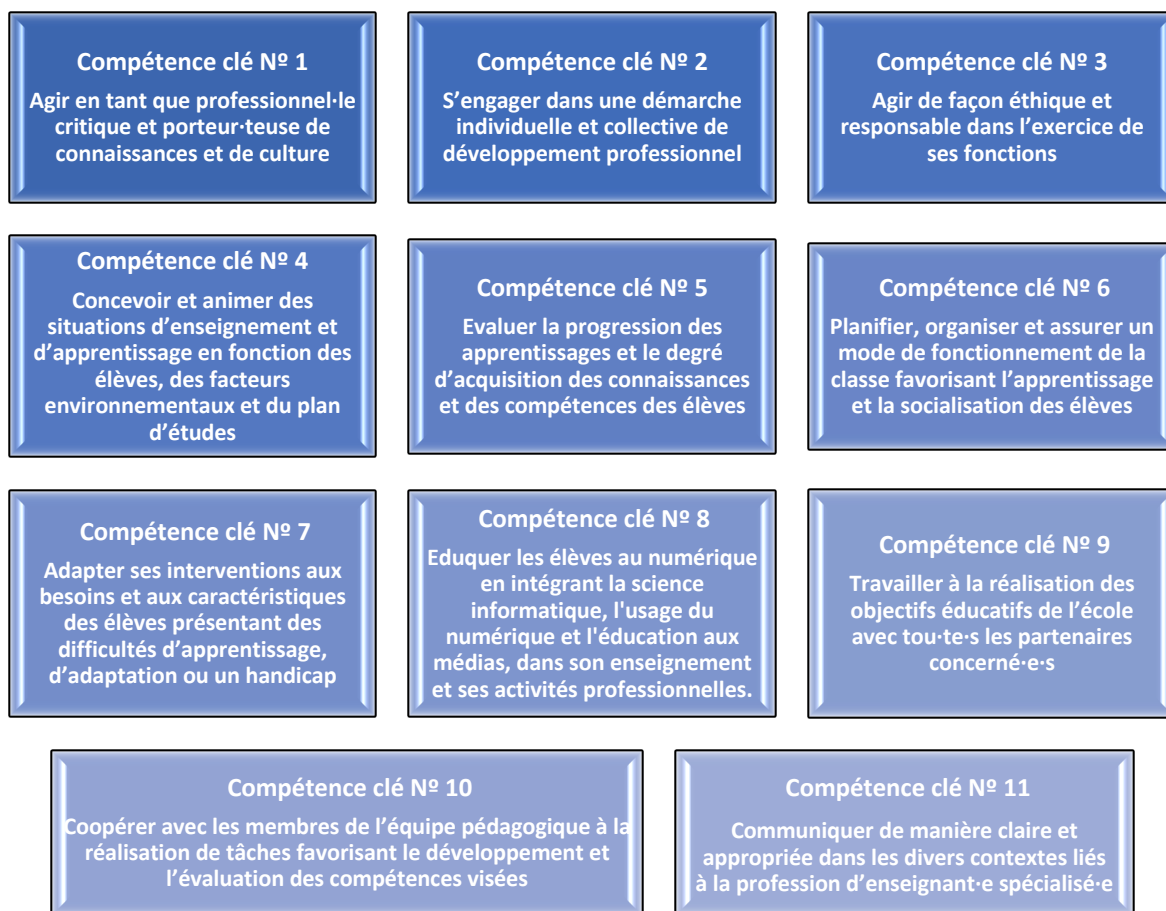 Compétence clé Nº 1
Agir en tant que professionnel·le
critique et porteur·teuse de
connaissances et de culture
Compétence clé Nº 2
S’engager dans une démarche
individuelle et collective de
développement professionnel
Compétence clé Nº 3
Agir de façon éthique et
responsable dans l’exercice de
ses fonctions
Compétence clé Nº 4
Concevoir et animer des
situations d’enseignement et
d’apprentissage en fonction des
élèves, des facteurs
environnementaux et du plan
d’études
Compétence clé Nº 5
Evaluer la progression des
apprentissages et le degré
d’acquisition des connaissances
et des compétences des élèves
Compétence clé Nº 6
Planifier, organiser et assurer un
mode de fonctionnement de la
classe favorisant l’apprentissage
et la socialisation des élèves
Compétence clé Nº 7
Adapter ses interventions aux
besoins et aux caractéristiques
des élèves présentant des
difficultés d’apprentissage,
d’adaptation ou un handicap
Compétence clé Nº 8
Eduquer les élèves au numérique
en intégrant la science
informatique, l'usage du
numérique et l'éducation aux
médias, dans son enseignement
et ses activités professionnelles.
Compétence clé Nº 9
Travailler à la réalisation des
objectifs éducatifs de l’école
avec tou·te·s les partenaires
concerné·e·s
Compétence clé Nº 10
Coopérer avec les membres de l’équipe pédagogique à la
réalisation de tâches favorisant le développement et
l’évaluation des compétences visées
Compétence clé Nº 11
Communiquer de manière claire et
appropriée dans les divers contextes liés
à la profession d’enseignant·e spécialisé·e